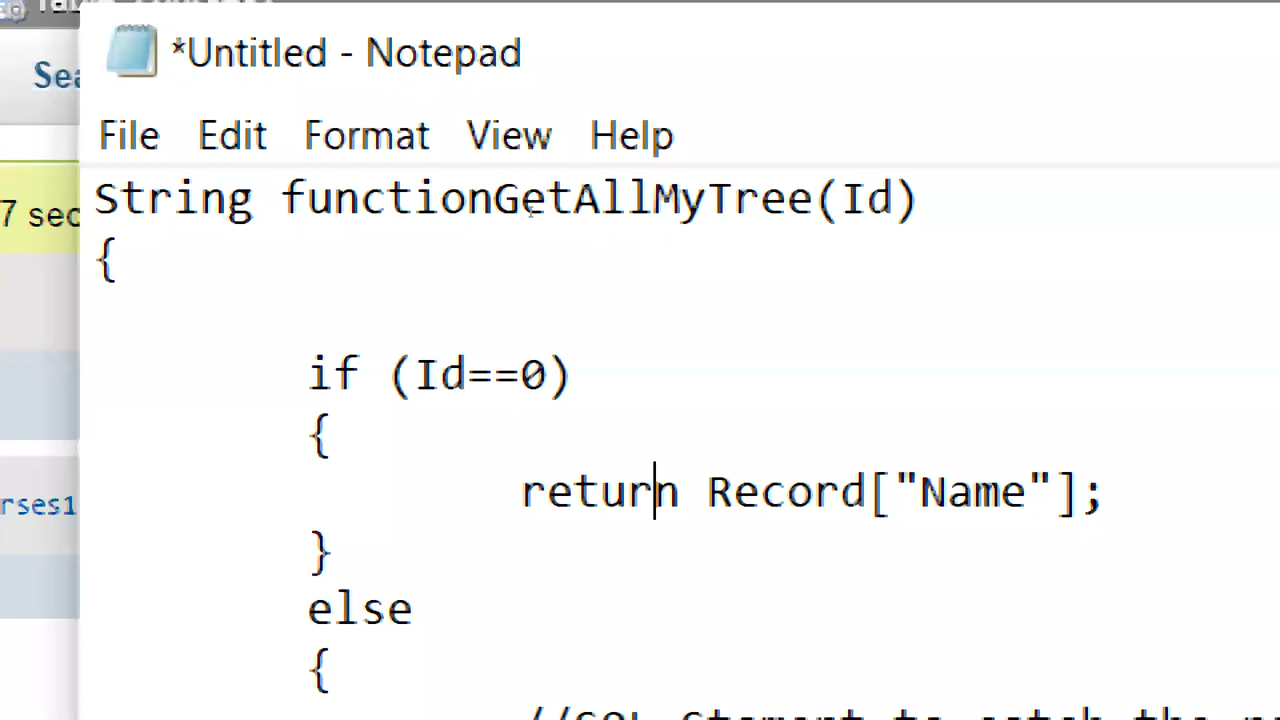 Sea
*Untitled - Notepad
File Edit Format View Help
7 sec
String functionGetAllMyTree(Id)
{
if (Id==0)
{
rses1
return Record["Name"];
}
else
{